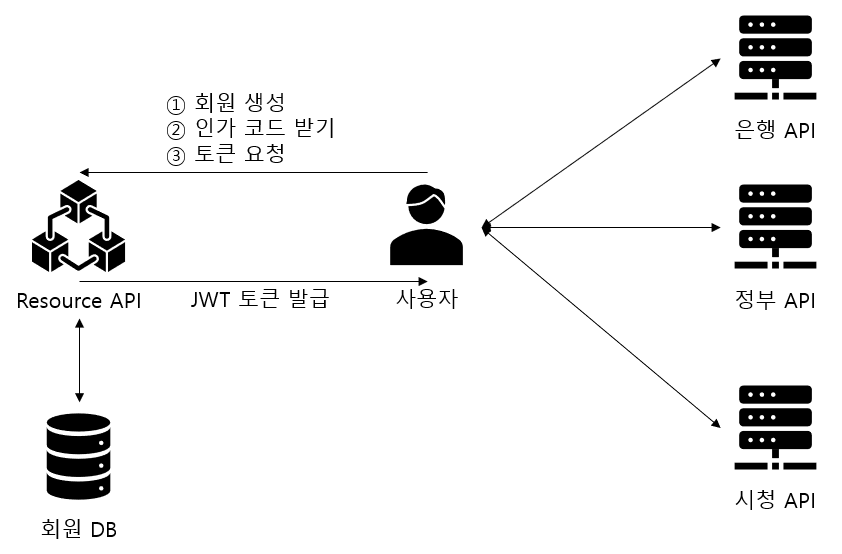 ① 회원 생성
② 인가 코드 받기
③ 토큰 요청
Resource API
JWT 토큰 발급
사용자
회원 DB
은행 API
정부 API
시청 API